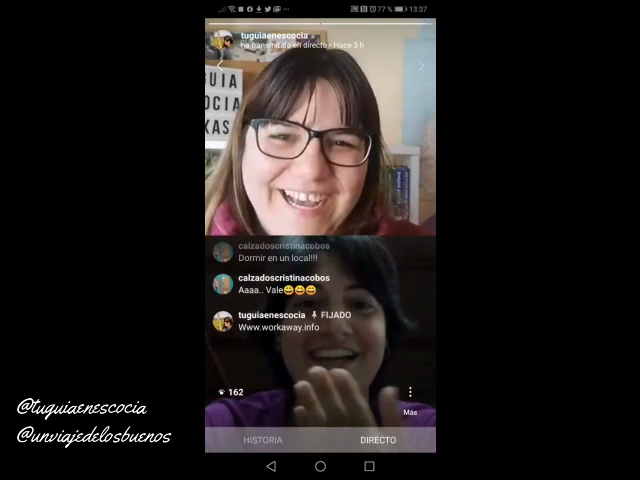 77 % 13:37
tuguiaenescocia
ha transmitido en directo • Hace 3 h
GUIA
OCIA
KAS
calzadoscristinacobos
Dormir en un local!!!
calzadoscristinacobos
Aaaa.. Vale😄😄😄
tuguiaenescocia FIJADO
Www.workaway.info
162
Más
@tuguiaenescocia
@unviajedelosbuenos
HISTORIA DIRECTO